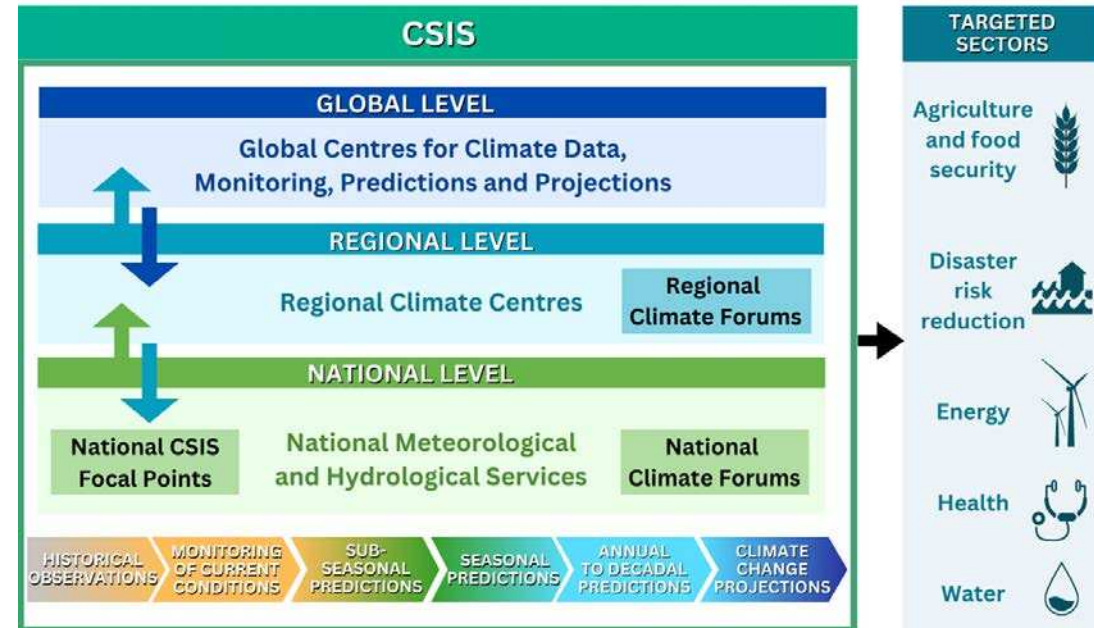 CSIS
GLOBAL LEVEL
Global Centres for Climate Data,
Monitoring, Predictions and Projections
REGIONAL LEVEL
Regional Climate Centres
Regional
Climate Forums
NATIONAL LEVEL
National CSIS
Focal Points
National Meteorological
and Hydrological Services
National
Climate Forums
HISTORICAL
OBSERVATIONS
MONITORING
OF CURRENT
CONDITIONS
SUB-
SEASONAL
PREDICTIONS
SEASONAL
PREDICTIONS
ANNUAL
TO DECADAL
PREDICTIONS
CLIMATE
CHANGE
PROJECTIONS
TARGETED
SECTORS
Agriculture
and food
security
Disaster
risk
reduction
Energy
Health
Water